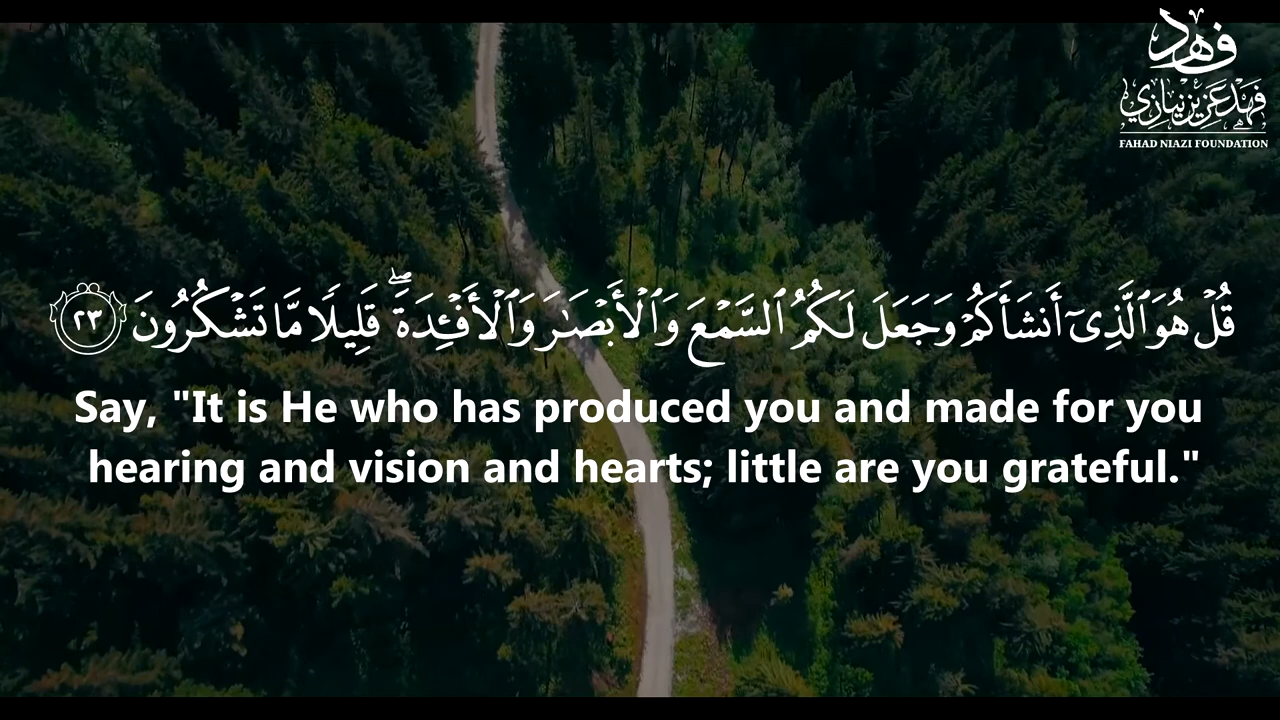 فهد
فهد عزيز نيازي
FAHAD NIAZI FOUNDATION
قُلْ هُوَ ٱلَّذِىٓ أَنشَأَكُمْ وَجَعَلَ لَكُمُ ٱلسَّمْعَ وَٱلْأَبْصَـٰرَ وَٱلْأَفْـِٔدَةَ ۖ قَلِيلًا مَّا تَشْكُرُونَ ٢٣
Say, "It is He who has produced you and made for you
hearing and vision and hearts; little are you grateful."